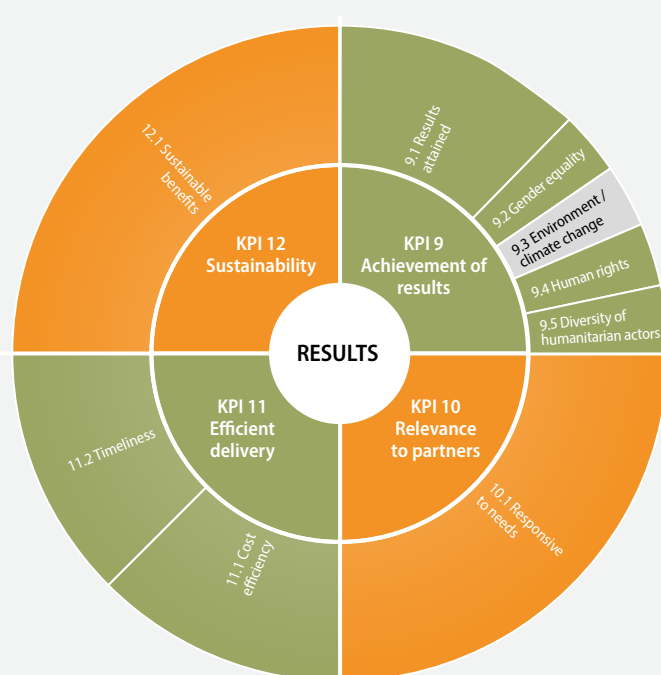 RESULTS
KPI 9
Achievement of
results
9.1 Results
attained
9.2 Gender equality
9.3 Environment /
climate change
9.4 Human rights
9.5 Diversity of
humanitarian actors
KPI 10
Relevance
to partners
10.1 Responsive
to needs
KPI 11
Efficient
delivery
11.1 Cost
efficiency
11.2 Timeliness
KPI 12
Sustainability
12.1 Sustainable
benefits